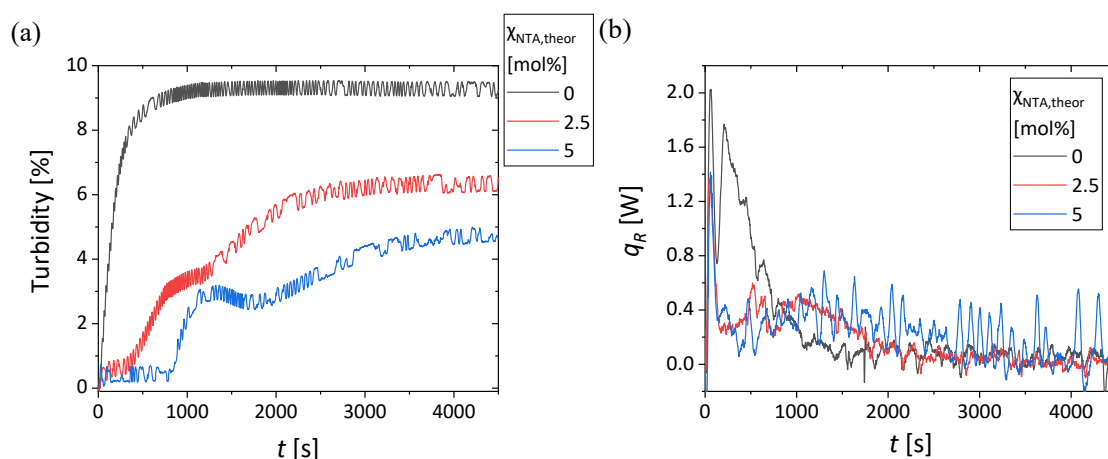 (a)
χNTA,theor
[mol%]
0
2.5
5
10
8
6
4
2
0
Turbidity [%]
0
1000
2000
3000
4000
t [s]
(b)
χNTA,theor
[mol%]
0
2.5
5
2.0
1.6
1.2
0.8
0.4
0.0
qR [W]
0
1000
2000
3000
4000
t [s]